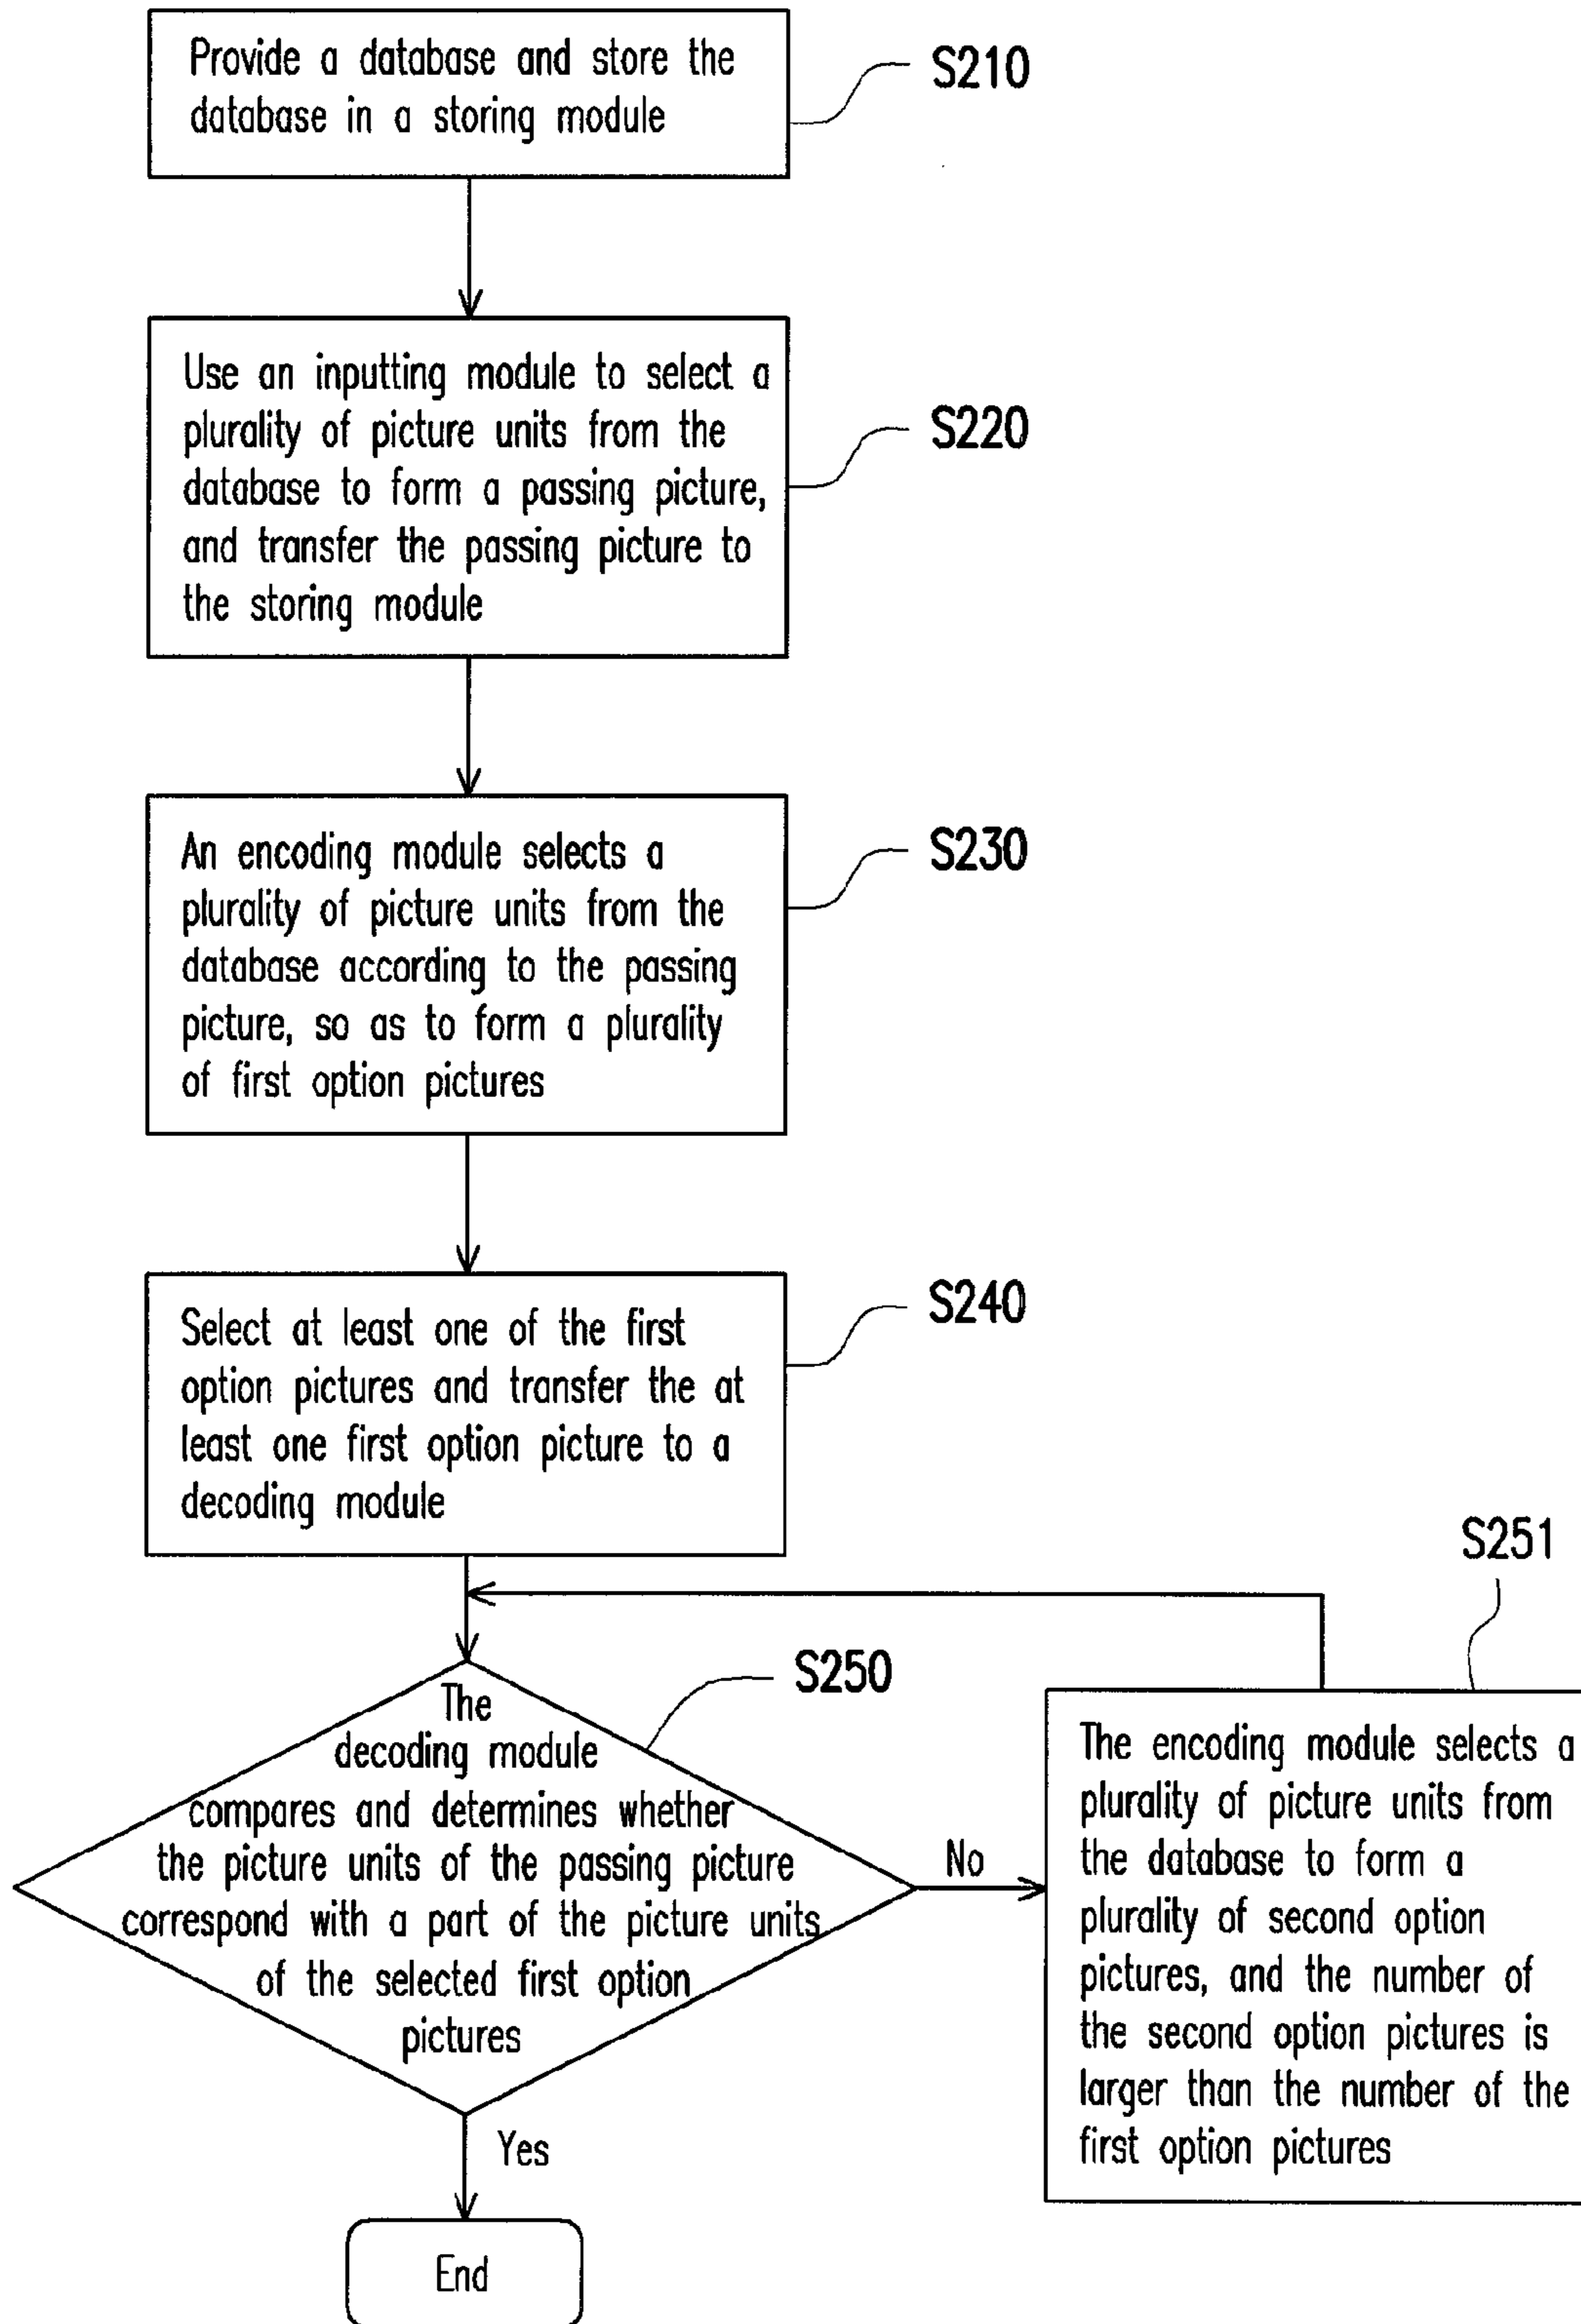 Provide a database and store the
database in a storing module
S210
Use an inputting module to select a
plurality of picture units from the
database to form a passing picture,
and transfer the passing picture to
the storing module
S220
An encoding module selects a
plurality of picture units from the
database according to the passing
picture, so as to form a plurality
of first option pictures
S230
Select at least one of the first
option pictures and transfer the at
least one first option picture to a
decoding module
S240
The
decoding module
compares and determines whether
the picture units of the passing picture
correspond with a part of the picture units
of the selected first option
pictures
S250
No
S251
The encoding module selects a
plurality of picture units from
the database to form a
plurality of second option
pictures, and the number of
the second option pictures is
larger than the number of the
first option pictures
Yes
End